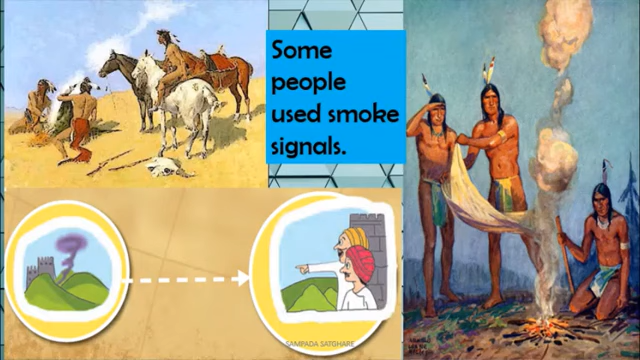 Some
people
used smoke
signals.
SAMPADA SATGHARE